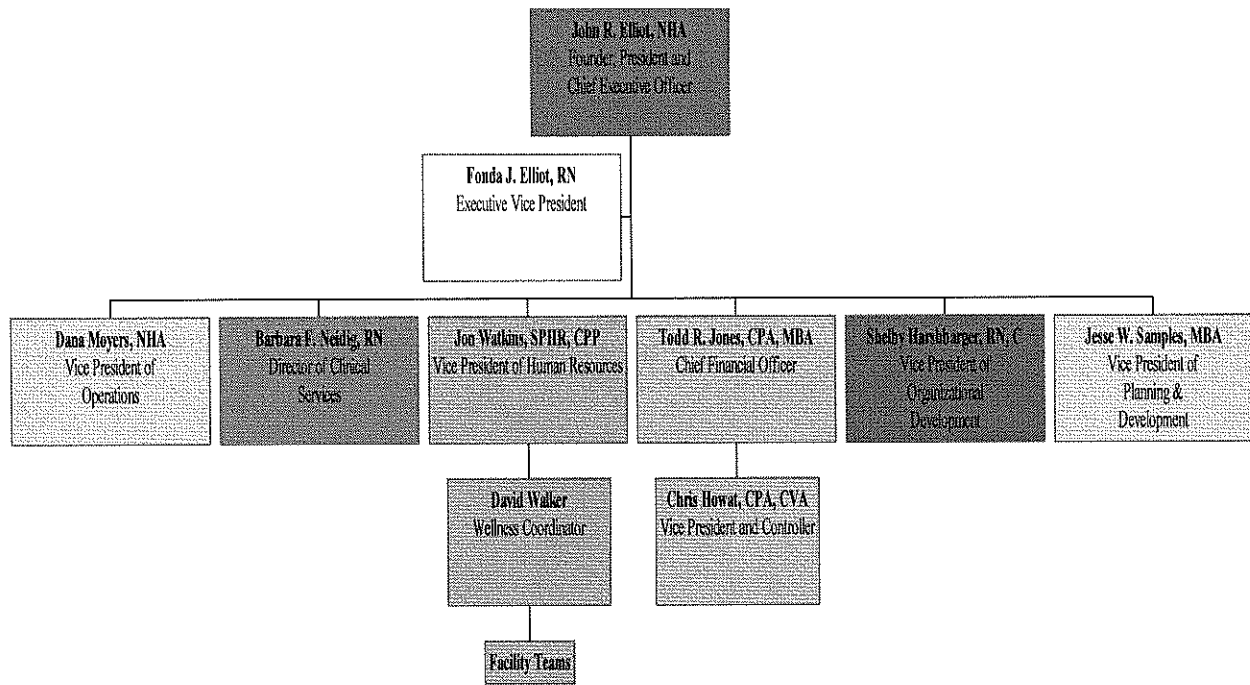 John R. Elliot, NHA
Founder, President and
Chief Executive Officer
Fonda J. Elliot, RN
Executive Vice President
Dana Moyers, NHA
Vice President of
Operations
Barbara F. Neidig, RN
Director of Clinical
Services
Jon Watkins, SPHR, CPP
Vice President of Human Resources
Todd R. Jones, CPA, MBA
Chief Financial Officer
Shelby Harshbarger, RN, C
Vice President of
Organizational
Development
Jesse W. Samples, MBA
Vice President of
Planning &
Development
David Walker
Wellness Coordinator
Chris Howat, CPA, CVA
Vice President and Controller
Facility Teams